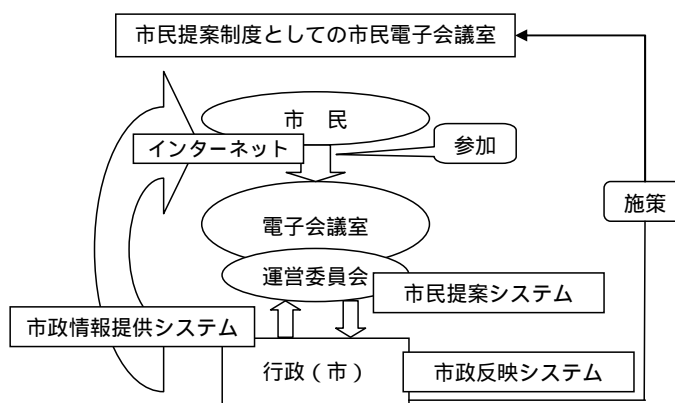 市民提案制度としての市民電子会議室
市　民
インターネット
参加
電子会議室
施策
運営委員会
市民提案システム
市政情報提供システム
行政（市）
市政反映システム